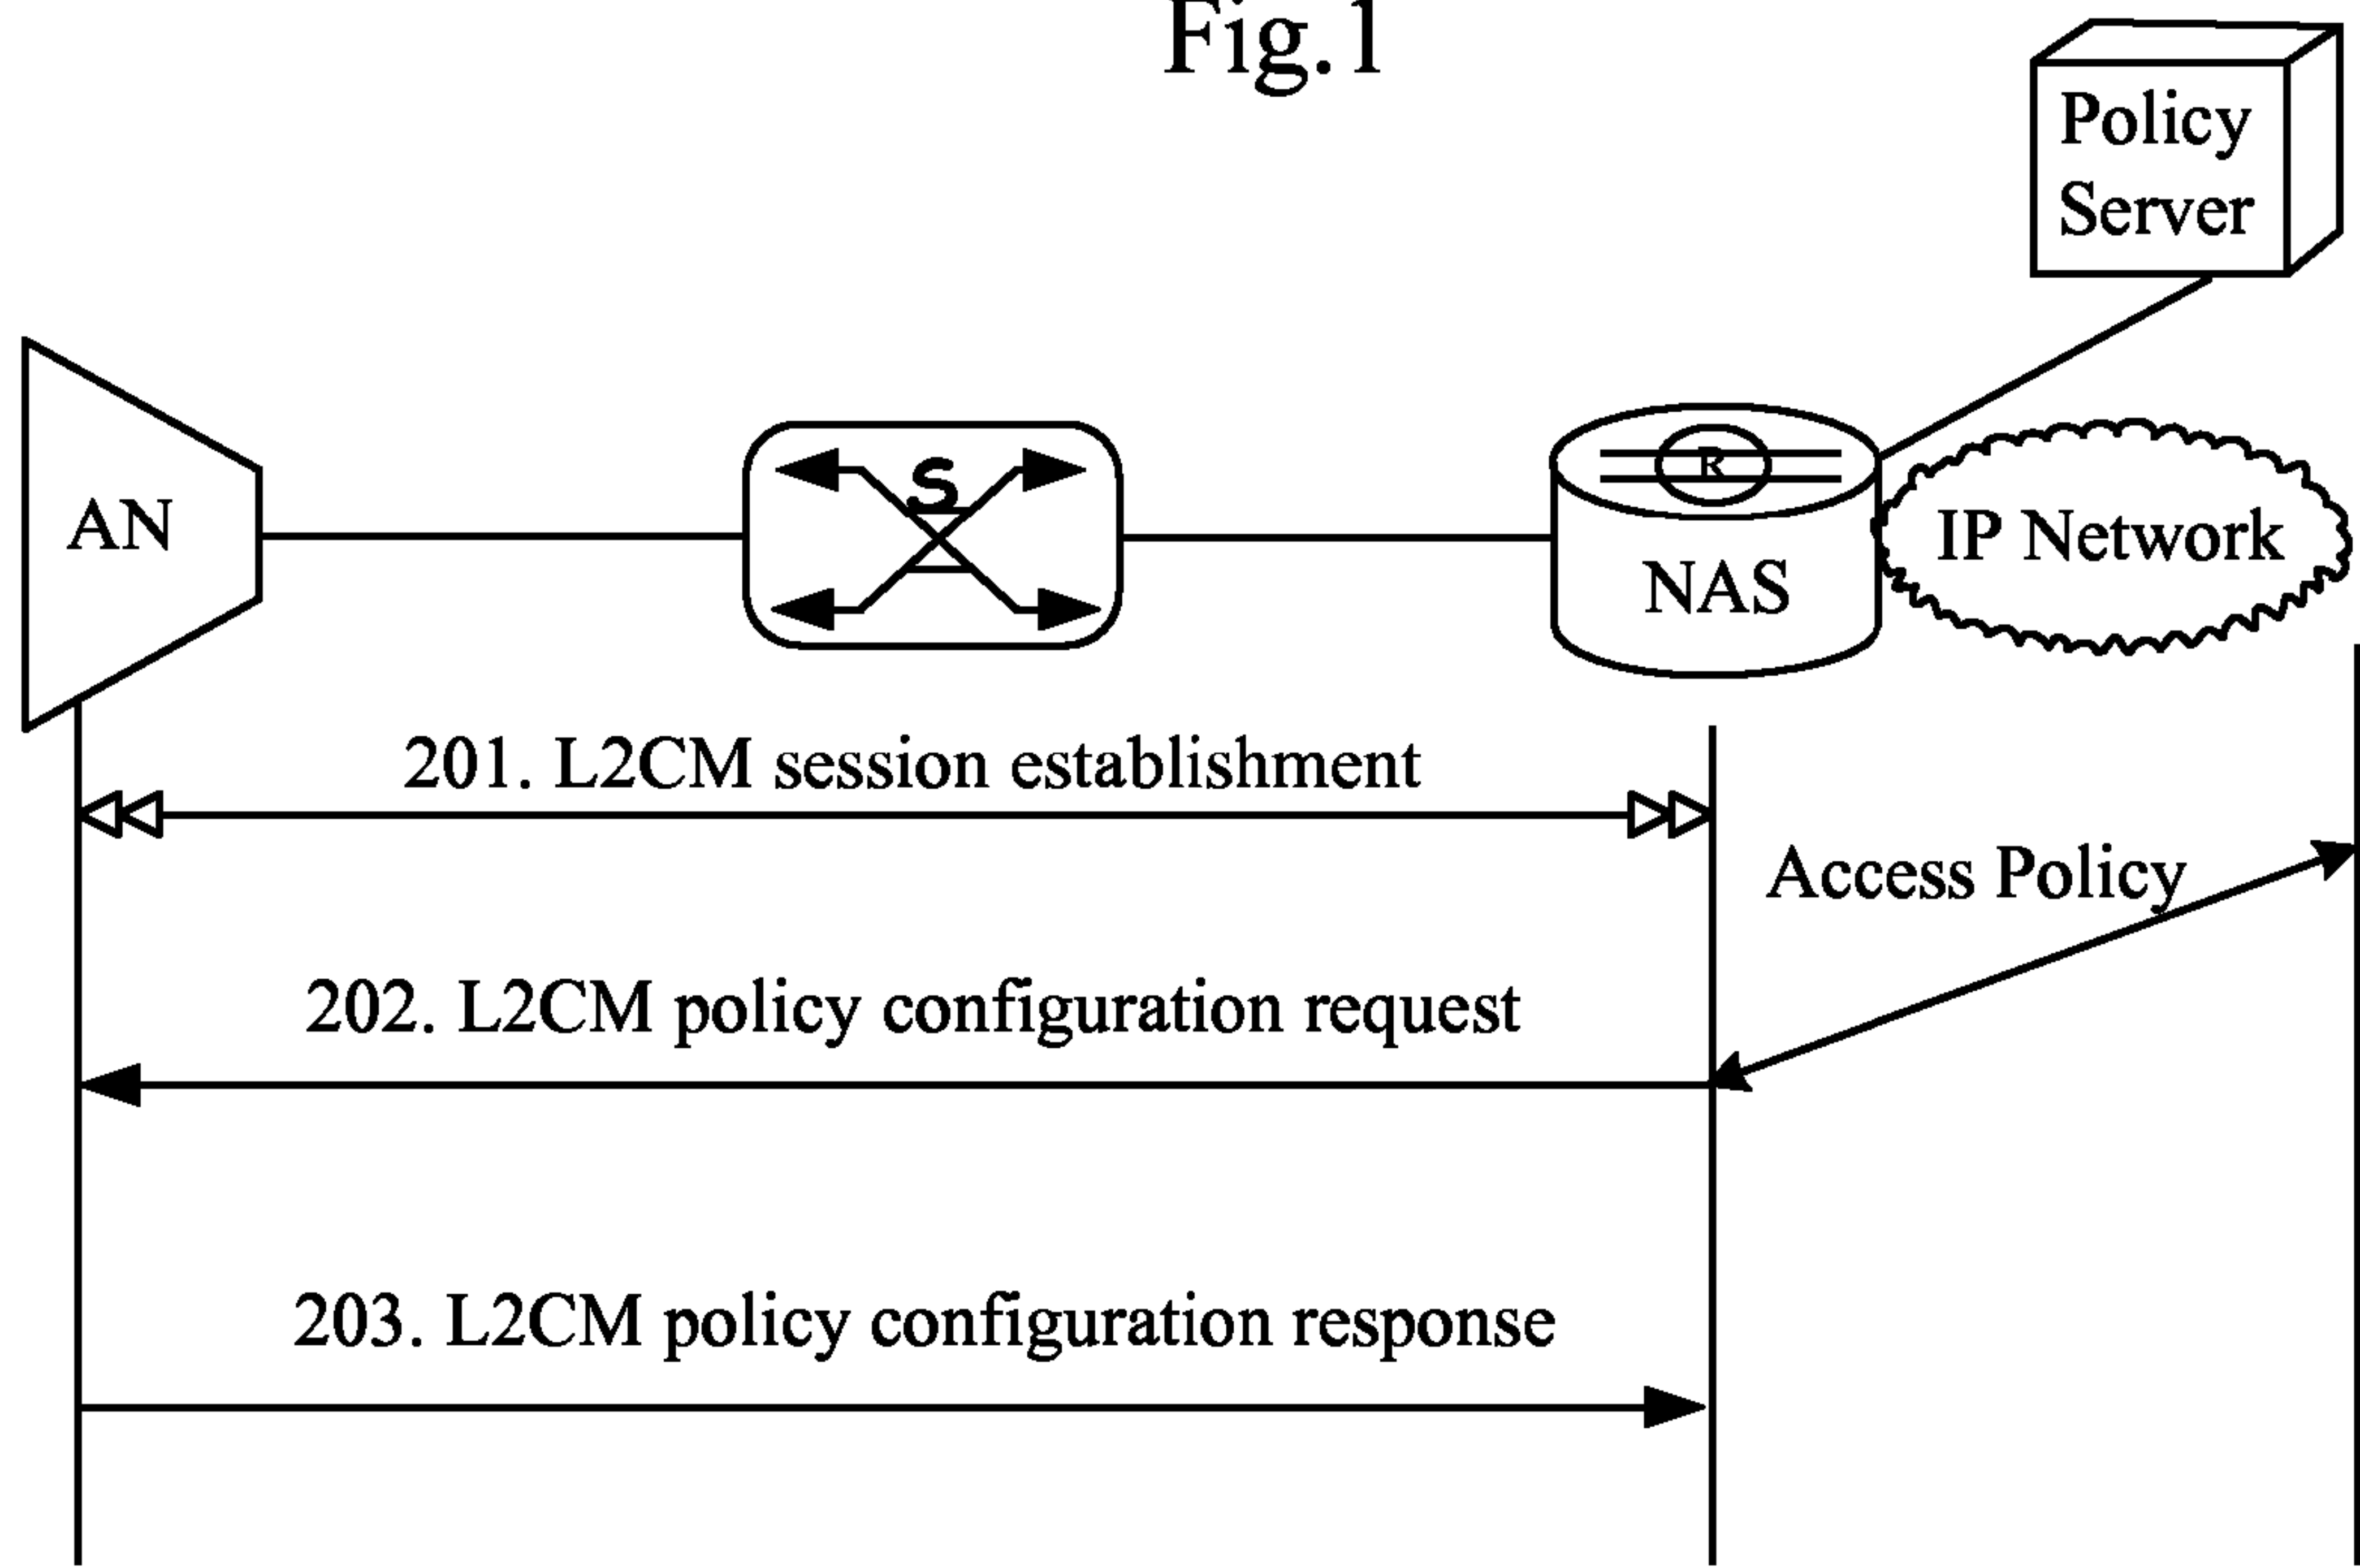 Fig.1
Policy
Server
S
R
AN
IP Network
NAS
201. L2CM session establishment
Access Policy
202. L2CM policy configuration request
203. L2CM policy configuration response